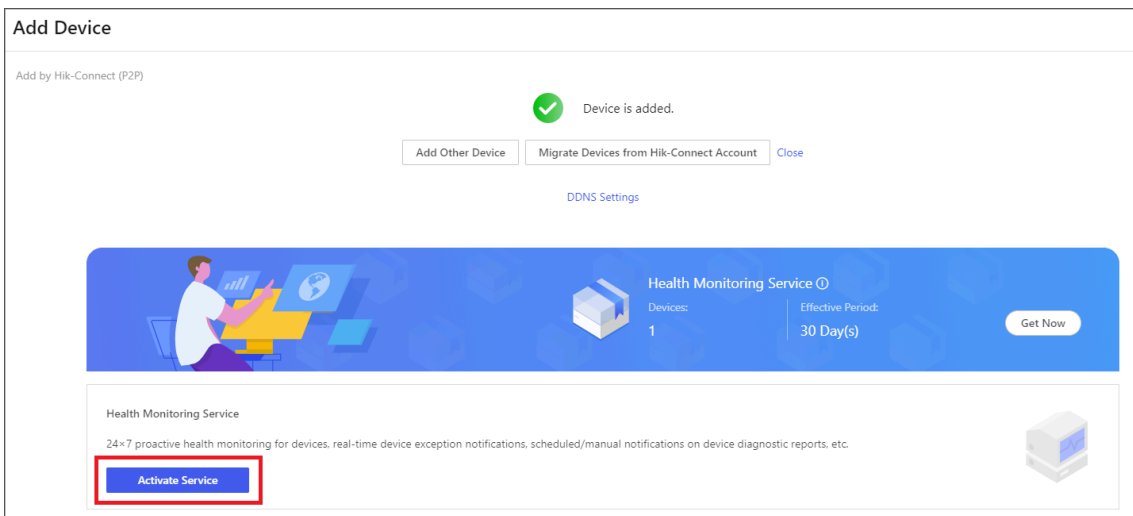 Add Device
Add by Hik-Connect (P2P)
Device is added.
Add Other Device
Migrate Devices from Hik-Connect Account
Close
DDNS Settings
Health Monitoring Service
Devices:
1
Effective Period:
30 Day(s)
Get Now
Health Monitoring Service
24×7 proactive health monitoring for devices, real-time device exception notifications, scheduled/manual notifications on device diagnostic reports, etc.
Activate Service